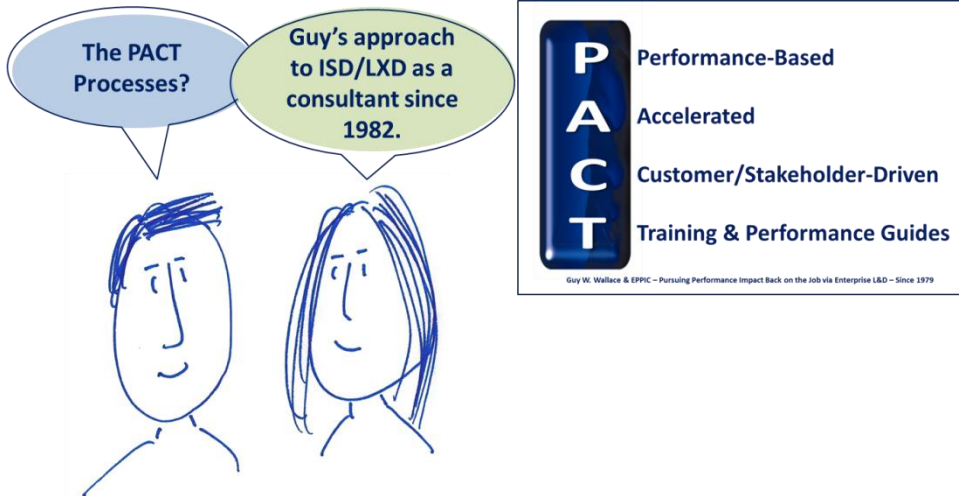 The PACT
Processes?
Guy's approach
to ISD/LXD as a
consultant since
1982.
P Performance-Based
A Accelerated
C Customer/Stakeholder-Driven
T Training & Performance Guides
Guy W. Wallace & EPPIC – Pursuing Performance Impact Back on the Job via Enterprise L&D – Since 1979